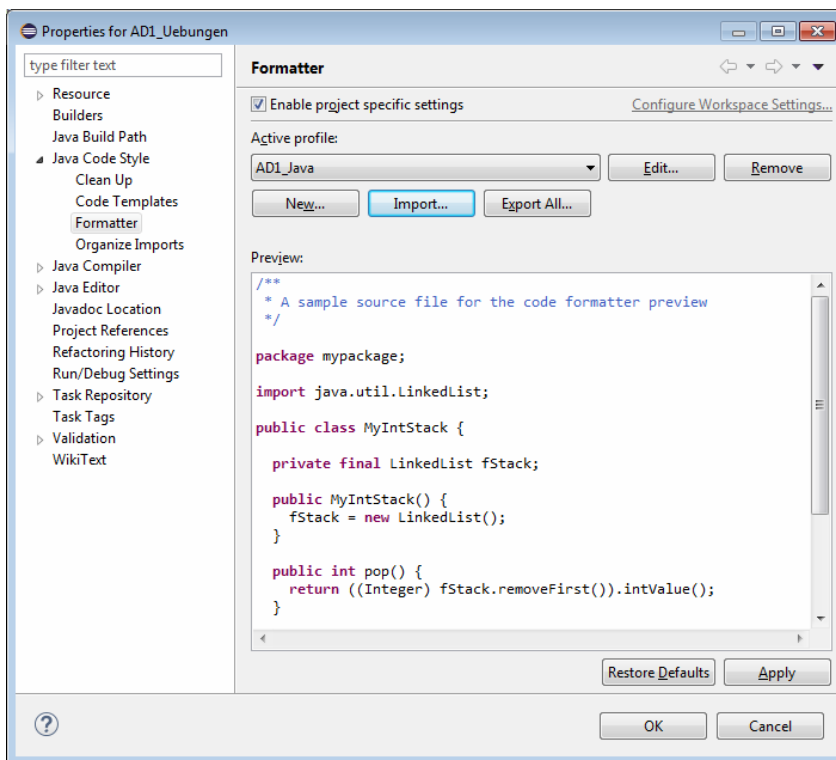 Properties for AD1_Uebungen
type filter text
Resource
Builders
Java Build Path
Java Code Style
Clean Up
Code Templates
Formatter
Organize Imports
Java Compiler
Java Editor
Javadoc Location
Project References
Refactoring History
Run/Debug Settings
Task Repository
Task Tags
Validation
WikiText
Formatter
Enable project specific settings
Configure Workspace Settings...
Active profile:
AD1_Java
Edit...
Remove
New...
Import...
Export All...
Preview:
/**
 * A sample source file for the code formatter preview
 */
package mypackage;
import java.util.LinkedList;
public class MyIntStack {
  private final LinkedList fStack;
  public MyIntStack() {
    fStack = new LinkedList();
  }
  public int pop() {
    return ((Integer) fStack.removeFirst()).intValue();
  }
Restore Defaults
Apply
?
OK
Cancel